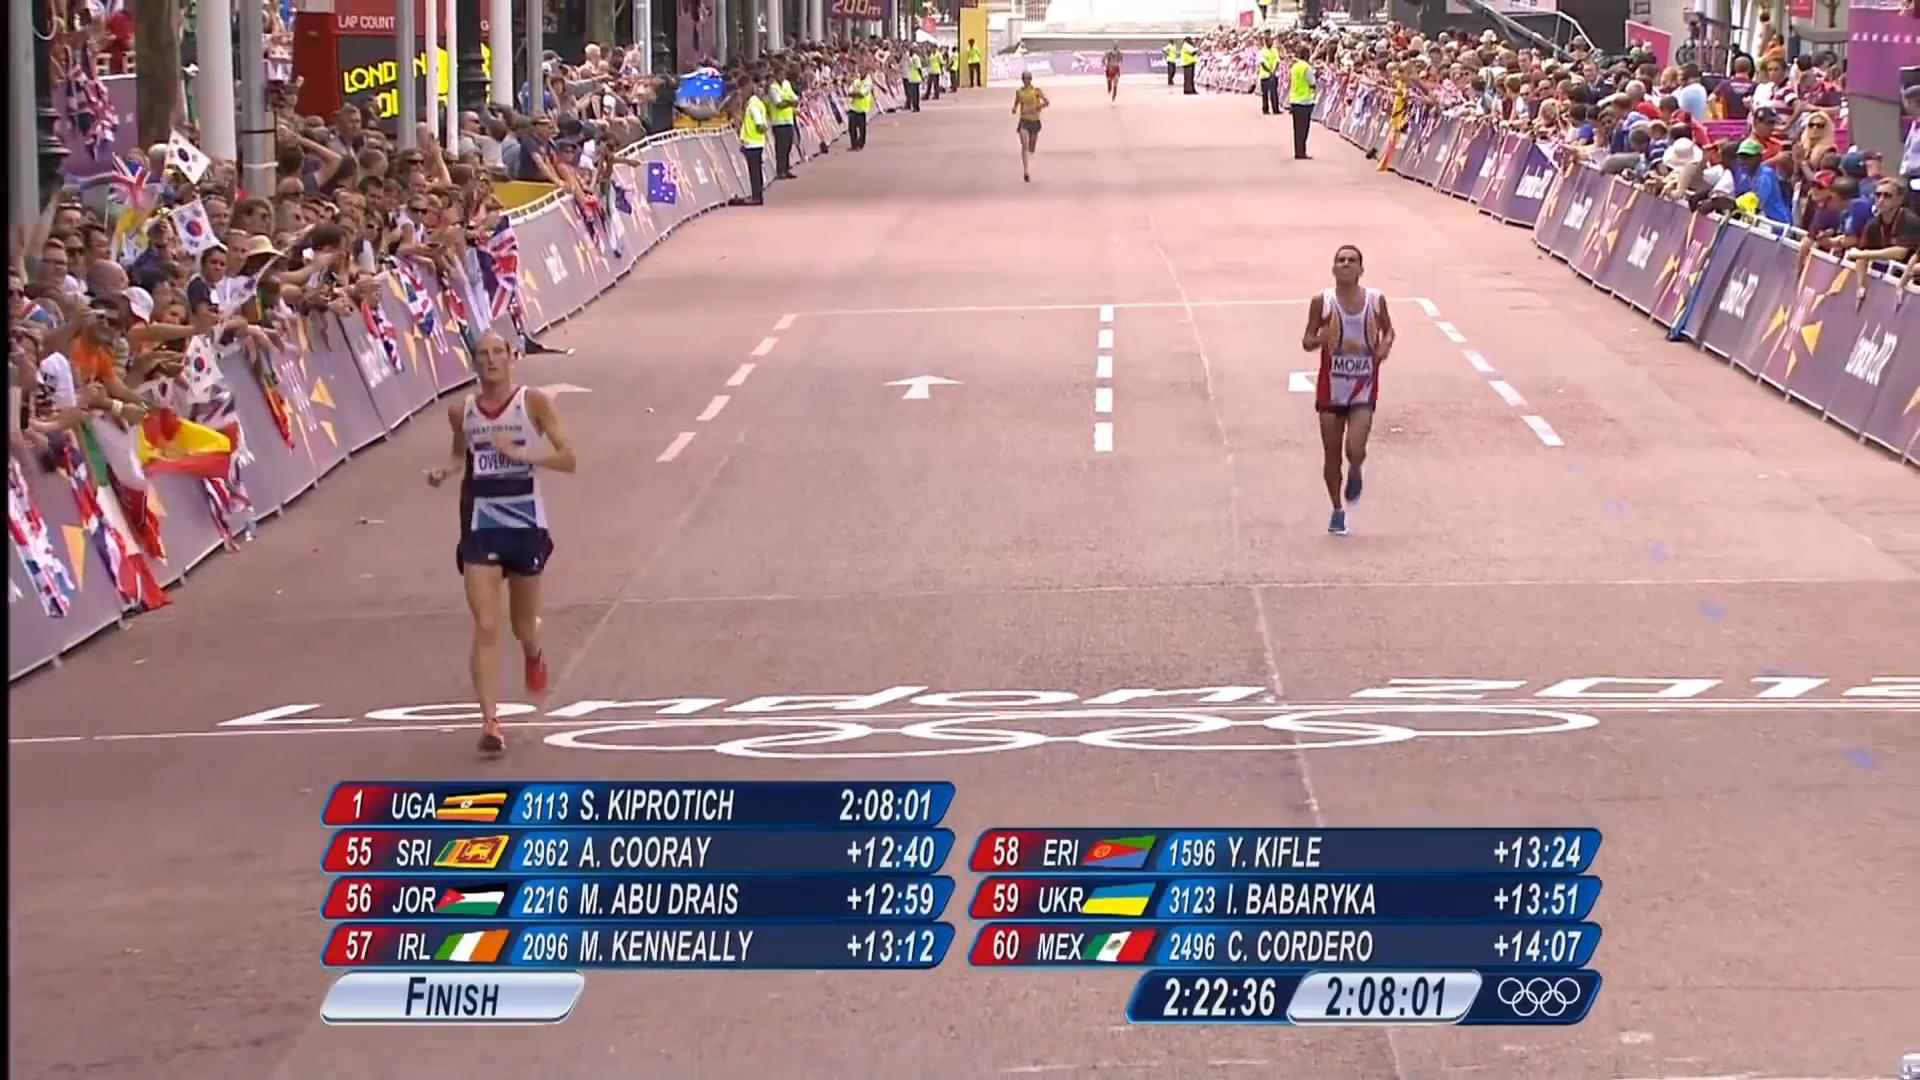 LAP COUNT
200m
LONDON
MORA
London 2012
1 UGA 3113 S. KIPROTICH 2:08:01
55 SRI 2962 A. COORAY +12:40
56 JOR 2216 M. ABU DRAIS +12:59
57 IRL 2096 M. KENNEALLY +13:12
58 ERI 1596 Y. KIFLE +13:24
59 UKR 3123 I. BABARYKA +13:51
60 MEX 2496 C. CORDERO +14:07
FINISH 2:22:36 2:08:01